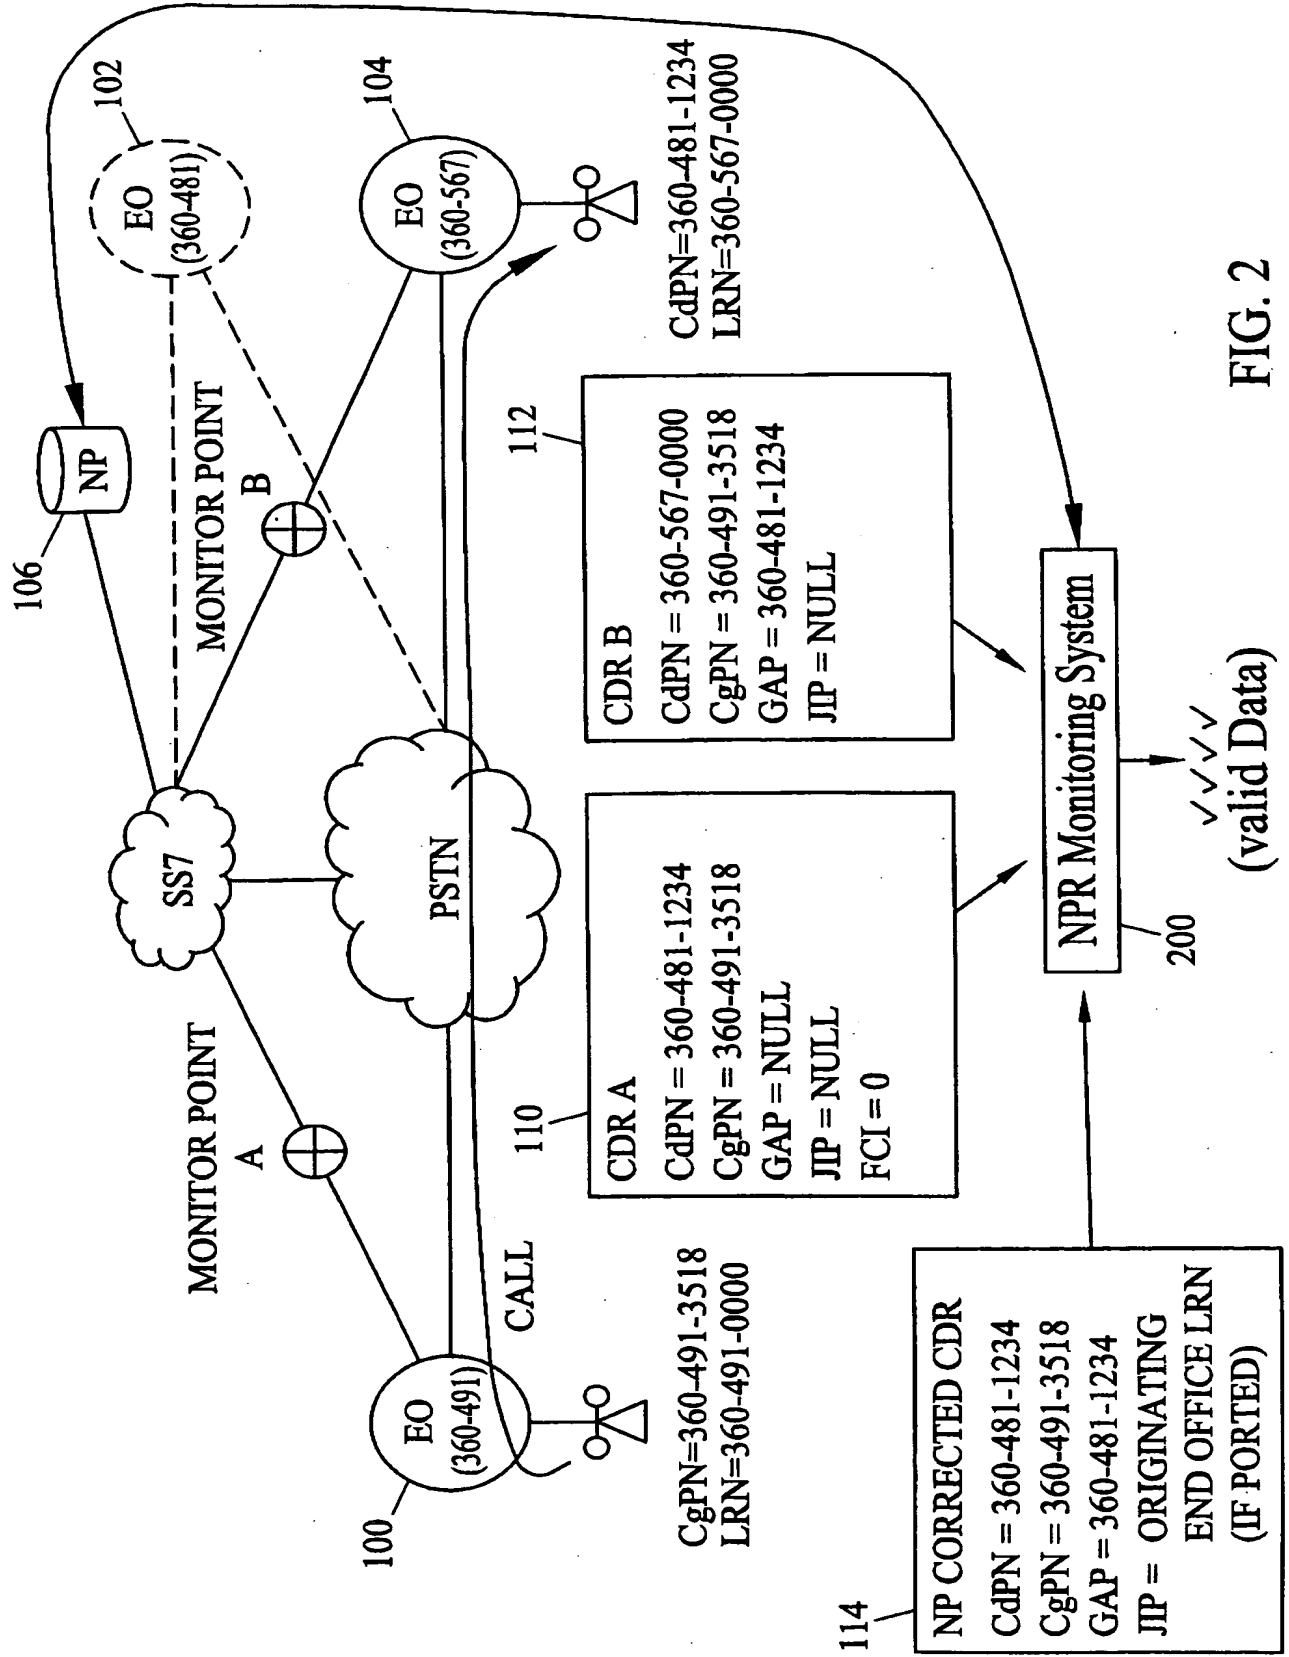 106
NP
102
EO
(360-481)
MONITOR POINT
B
SS7
MONITOR POINT
A
104
EO
(360-567)
PSTN
100
EO
(360-491)
CALL
CgPN=360-491-3518
LRN=360-491-0000
CdPN=360-481-1234
LRN=360-567-0000
110
CDR A
CdPN = 360-481-1234
CgPN = 360-491-3518
GAP = NULL
JIP = NULL
FCI = 0
112
CDR B
CdPN = 360-567-0000
CgPN = 360-491-3518
GAP = 360-481-1234
JIP = NULL
114
NP CORRECTED CDR
CdPN = 360-481-1234
CgPN = 360-491-3518
GAP = 360-481-1234
JIP = ORIGINATING
END OFFICE LRN
(IF PORTED)
NPR Monitoring System
200
(valid Data)
FIG. 2